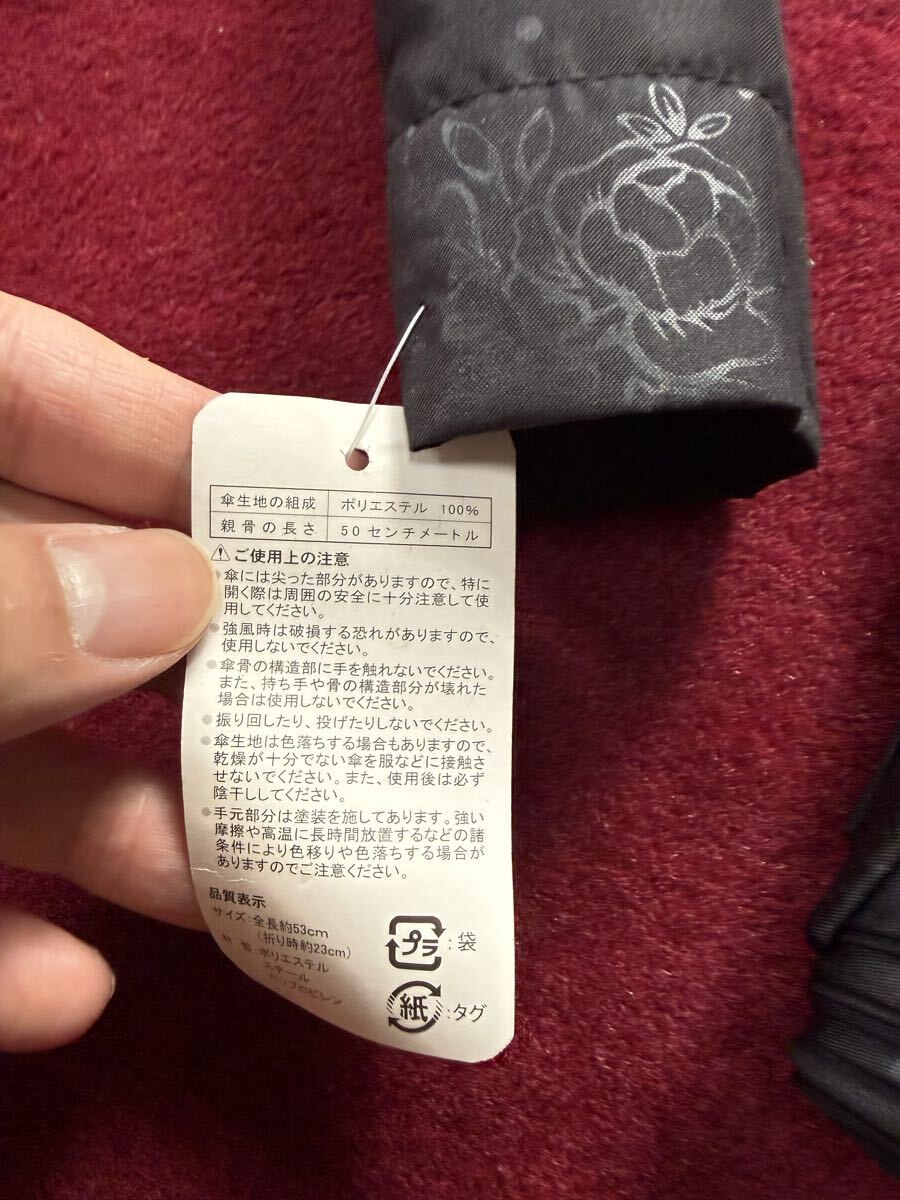 傘生地の組成 ポリエステル 100%
親骨の長さ 50センチメートル
⚠ご使用上の注意
●傘には尖った部分がありますので、特に
開く際は周囲の安全に十分注意して使
用してください。
●強風時は破損する恐れがありますので、
使用しないでください。
●傘骨の構造部に手を触れないでください。
また、持ち手や骨の構造部分が壊れた
場合は使用しないでください。
●振り回したり、投げたりしないでください。
●傘生地は色落ちする場合もありますので、
乾燥が十分でない傘を服などに接触さ
せないでください。また、使用後は必ず
陰干ししてください。
●手元部分は塗装を施してあります。強い
摩擦や高温に長時間放置するなどの諸
条件により色移りや色落ちする場合が
ありますのでご注意ください。
品質表示
サイズ:全長約53cm
(折り時約23cm)
材 質:ポリエステル
スチール
ポリプロピレン
プラ:袋
紙:タグ